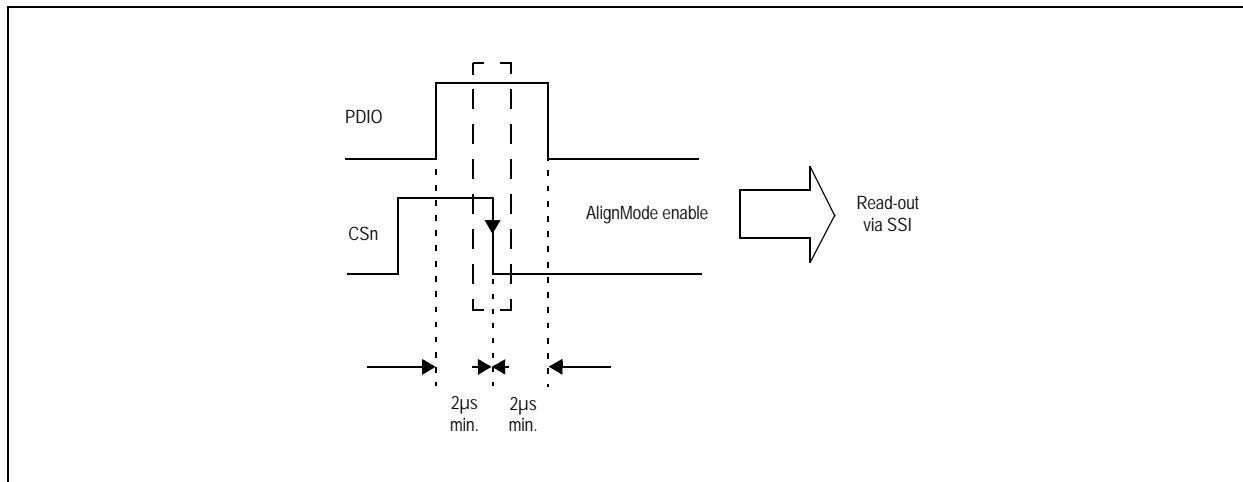 PDIO
CSn
AlignMode enable
Read-out
via SSI
2µs
min.
2µs
min.